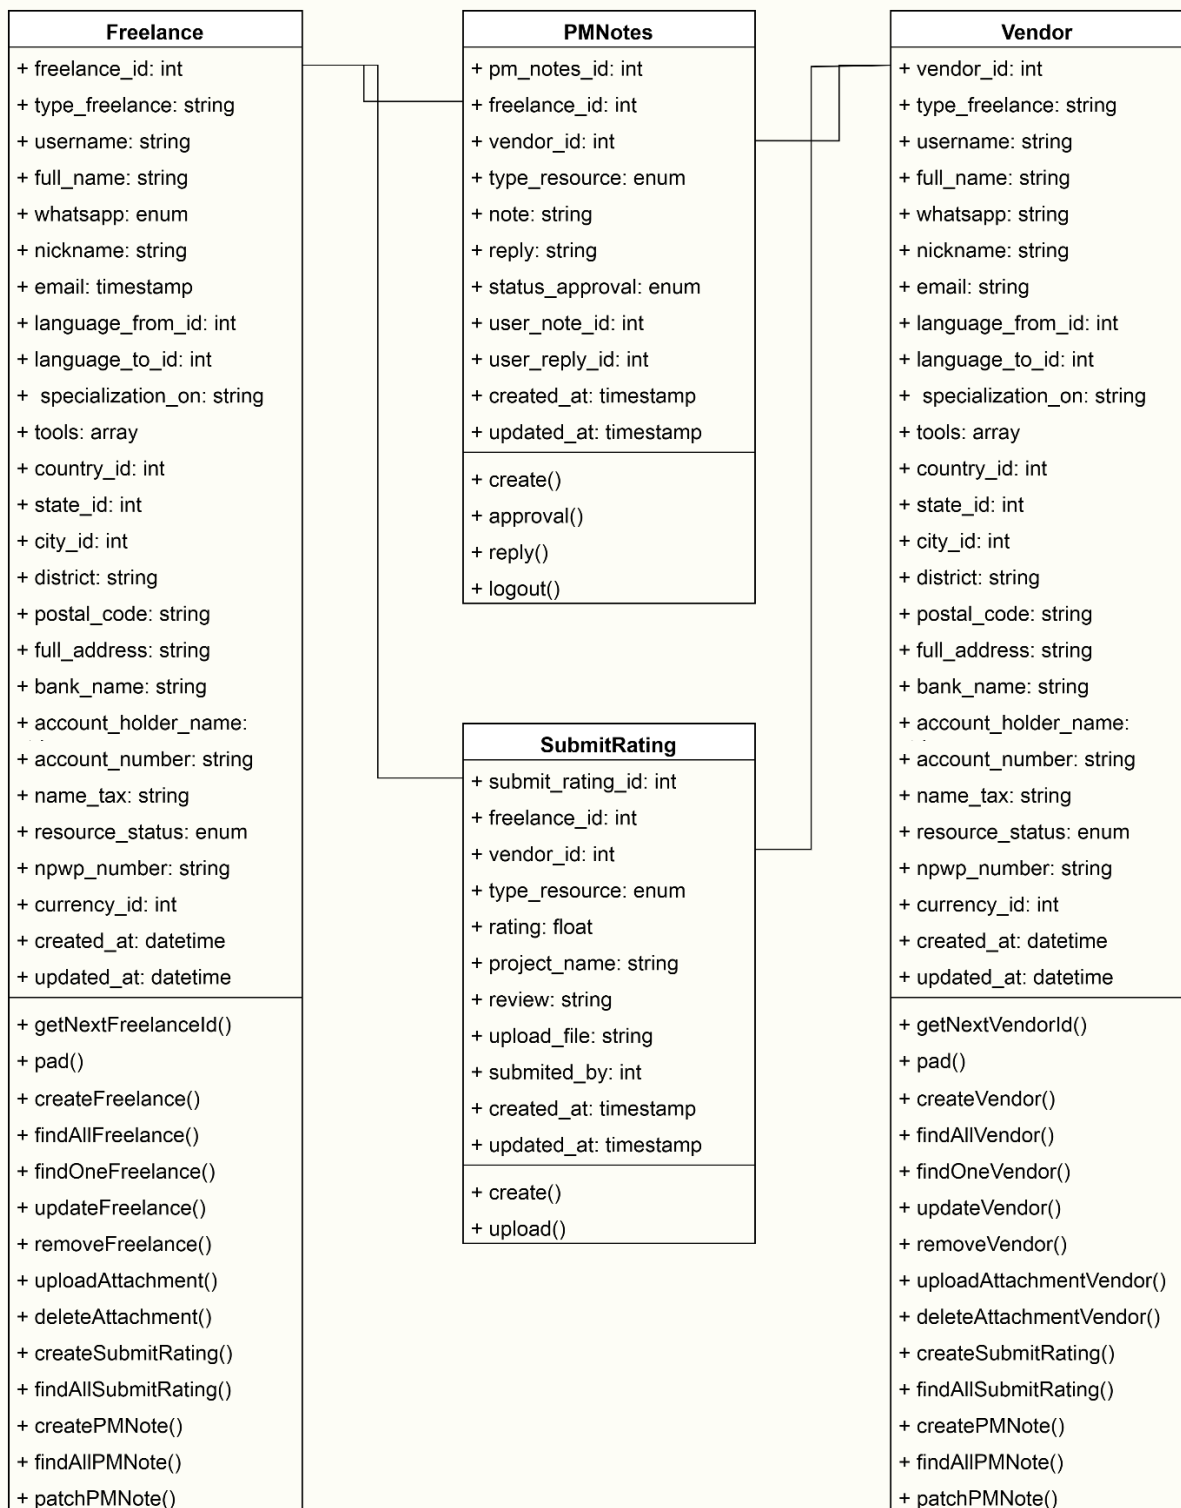 Freelance
+ freelance_id: int
+ type_freelance: string
+ username: string
+ full_name: string
+ whatsapp: enum
+ nickname: string
+ email: timestamp
+ language_from_id: int
+ language_to_id: int
+ specialization_on: string
+ tools: array
+ country_id: int
+ state_id: int
+ city_id: int
+ district: string
+ postal_code: string
+ full_address: string
+ bank_name: string
+ account_holder_name:
+ account_number: string
+ name_tax: string
+ resource_status: enum
+ npwp_number: string
+ currency_id: int
+ created_at: datetime
+ updated_at: datetime
+ getNextFreelanceId()
+ pad()
+ createFreelance()
+ findAllFreelance()
+ findOneFreelance()
+ updateFreelance()
+ removeFreelance()
+ uploadAttachment()
+ deleteAttachment()
+ createSubmitRating()
+ findAllSubmitRating()
+ createPMNote()
+ findAllPMNote()
+ patchPMNote()
PMNotes
+ pm_notes_id: int
+ freelance_id: int
+ vendor_id: int
+ type_resource: enum
+ note: string
+ reply: string
+ status_approval: enum
+ user_note_id: int
+ user_reply_id: int
+ created_at: timestamp
+ updated_at: timestamp
+ create()
+ approval()
+ reply()
+ logout()
SubmitRating
+ submit_rating_id: int
+ freelance_id: int
+ vendor_id: int
+ type_resource: enum
+ rating: float
+ project_name: string
+ review: string
+ upload_file: string
+ submited_by: int
+ created_at: timestamp
+ updated_at: timestamp
+ create()
+ upload()
Vendor
+ vendor_id: int
+ type_freelance: string
+ username: string
+ full_name: string
+ whatsapp: string
+ nickname: string
+ email: string
+ language_from_id: int
+ language_to_id: int
+ specialization_on: string
+ tools: array
+ country_id: int
+ state_id: int
+ city_id: int
+ district: string
+ postal_code: string
+ full_address: string
+ bank_name: string
+ account_holder_name:
+ account_number: string
+ name_tax: string
+ resource_status: enum
+ npwp_number: string
+ currency_id: int
+ created_at: datetime
+ updated_at: datetime
+ getNextVendorId()
+ pad()
+ createVendor()
+ findAllVendor()
+ findOneVendor()
+ updateVendor()
+ removeVendor()
+ uploadAttachmentVendor()
+ deleteAttachmentVendor()
+ createSubmitRating()
+ findAllSubmitRating()
+ createPMNote()
+ findAllPMNote()
+ patchPMNote()